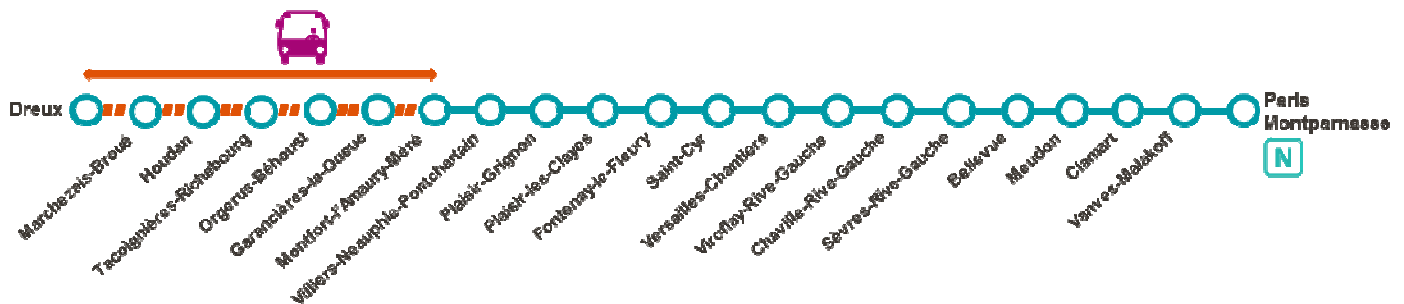 Dreux
Marchezais-Broué
Houdan
Tacoignières-Richebourg
Orgerus-Béhoust
Garancières-la-Queue
Montfort-l'Amaury-Méré
Villiers-Neauphle-Pontchartain
Plaisir-Grignon
Plaisir-les-Clayes
Fontenay-le-Fleury
Saint-Cyr
Versailles-Chantiers
Viroflay-Rive-Gauche
Chaville-Rive-Gauche
Sèvres-Rive-Gauche
Bellevue
Meudon
Clamart
Vanves-Malakoff
Paris
Montparnasse
N